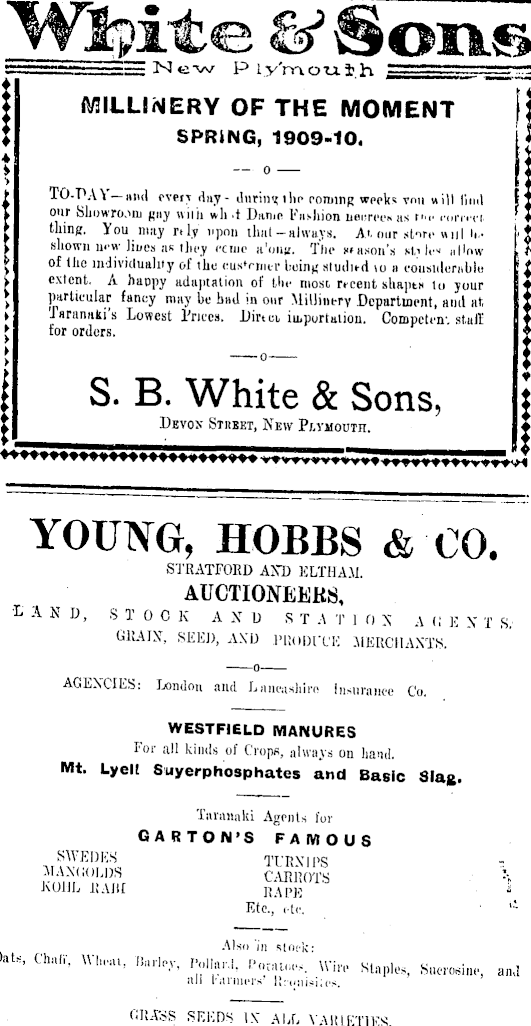 White & Sons
New Plymouth
MILLINERY OF THE MOMENT
SPRING, 1909-10.
TO-DAY—and every day- during the coming weeks you will find
our Showroom gay with what Dame Fashion decrees as the correct
thing. You may rely upon that—always. At our store will be
shown new lines as they come along. The season's styles allow
of the individuality of the customer being studied to a considerable
extent. A happy adaptation of the most recent shapes to your
particular fancy may be had in our Millinery Department, and at
Taranaki's Lowest Prices. Direct importation. Competent staff
for orders.
S. B. White & Sons,
DEVON STREET, NEW PLYMOUTH.
YOUNG, HOBBS & CO.
STRATFORD AND ELTHAM.
AUCTIONEERS,
LAND, STOCK AND STATION AGENTS.
GRAIN, SEED, AND PRODUCE MERCHANTS.
AGENCIES: London and Lancashire Insurance Co.
WESTFIELD MANURES
For all kinds of Crops, always on hand.
Mt. Lyell Suyerphosphates and Basic Slag.
Taranaki Agents for
GARTON'S FAMOUS
SWEDES TURNIPS
MANGOLDS CARROTS
KOHL RABI RAPE
Etc., etc.
Also in stock:
Oats, Chaff, Wheat, Barley, Pollard, Potatoes, Wire Staples, Sucrosine, and
all Farmers' Requisites.
GRASS SEEDS IN ALL VARIETIES.